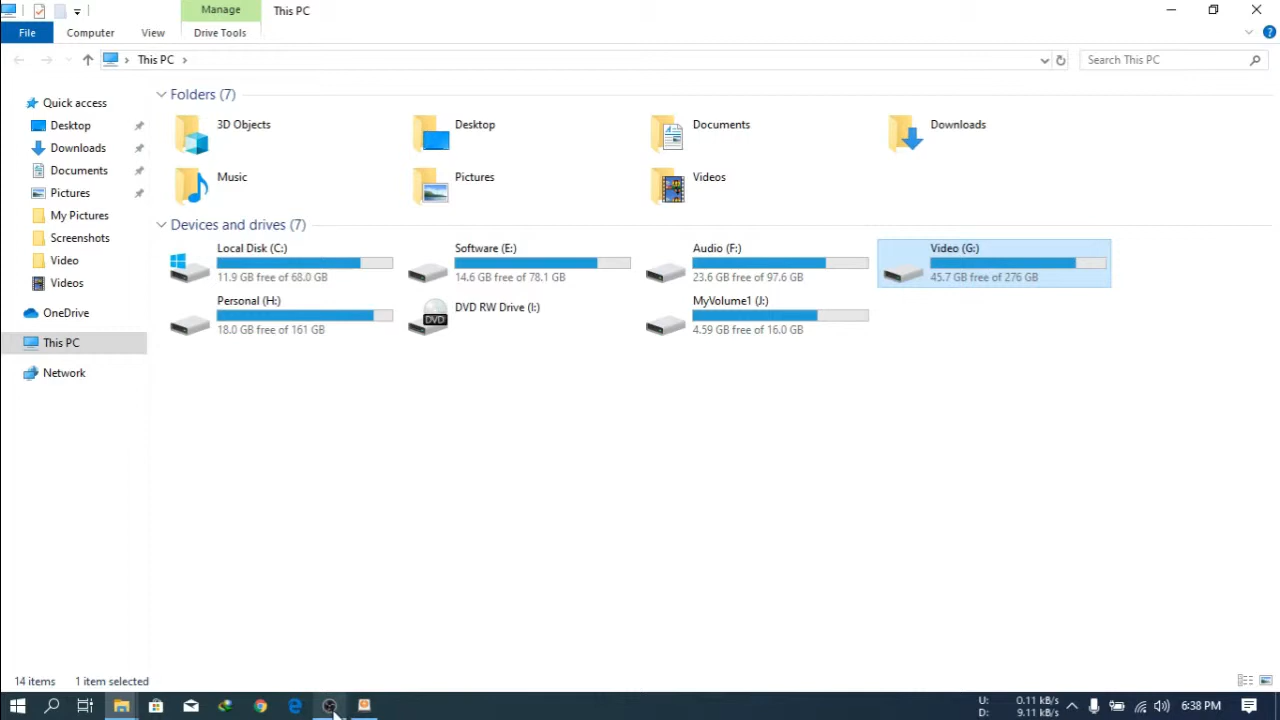 Manage
This PC
File
Computer
View
Drive Tools
This PC
Search This PC
Quick access
Desktop
Downloads
Documents
Pictures
My Pictures
Screenshots
Video
Videos
OneDrive
This PC
Network
Folders (7)
3D Objects
Desktop
Documents
Downloads
Music
Pictures
Videos
Devices and drives (7)
Local Disk (C:)
11.9 GB free of 68.0 GB
Software (E:)
14.6 GB free of 78.1 GB
Audio (F:)
23.6 GB free of 97.6 GB
Video (G:)
45.7 GB free of 276 GB
Personal (H:)
18.0 GB free of 161 GB
DVD
DVD RW Drive (I:)
MyVolume1 (J:)
4.59 GB free of 16.0 GB
14 items
1 item selected
U: 0.11 kB/s
D: 9.11 kB/s
6:38 PM